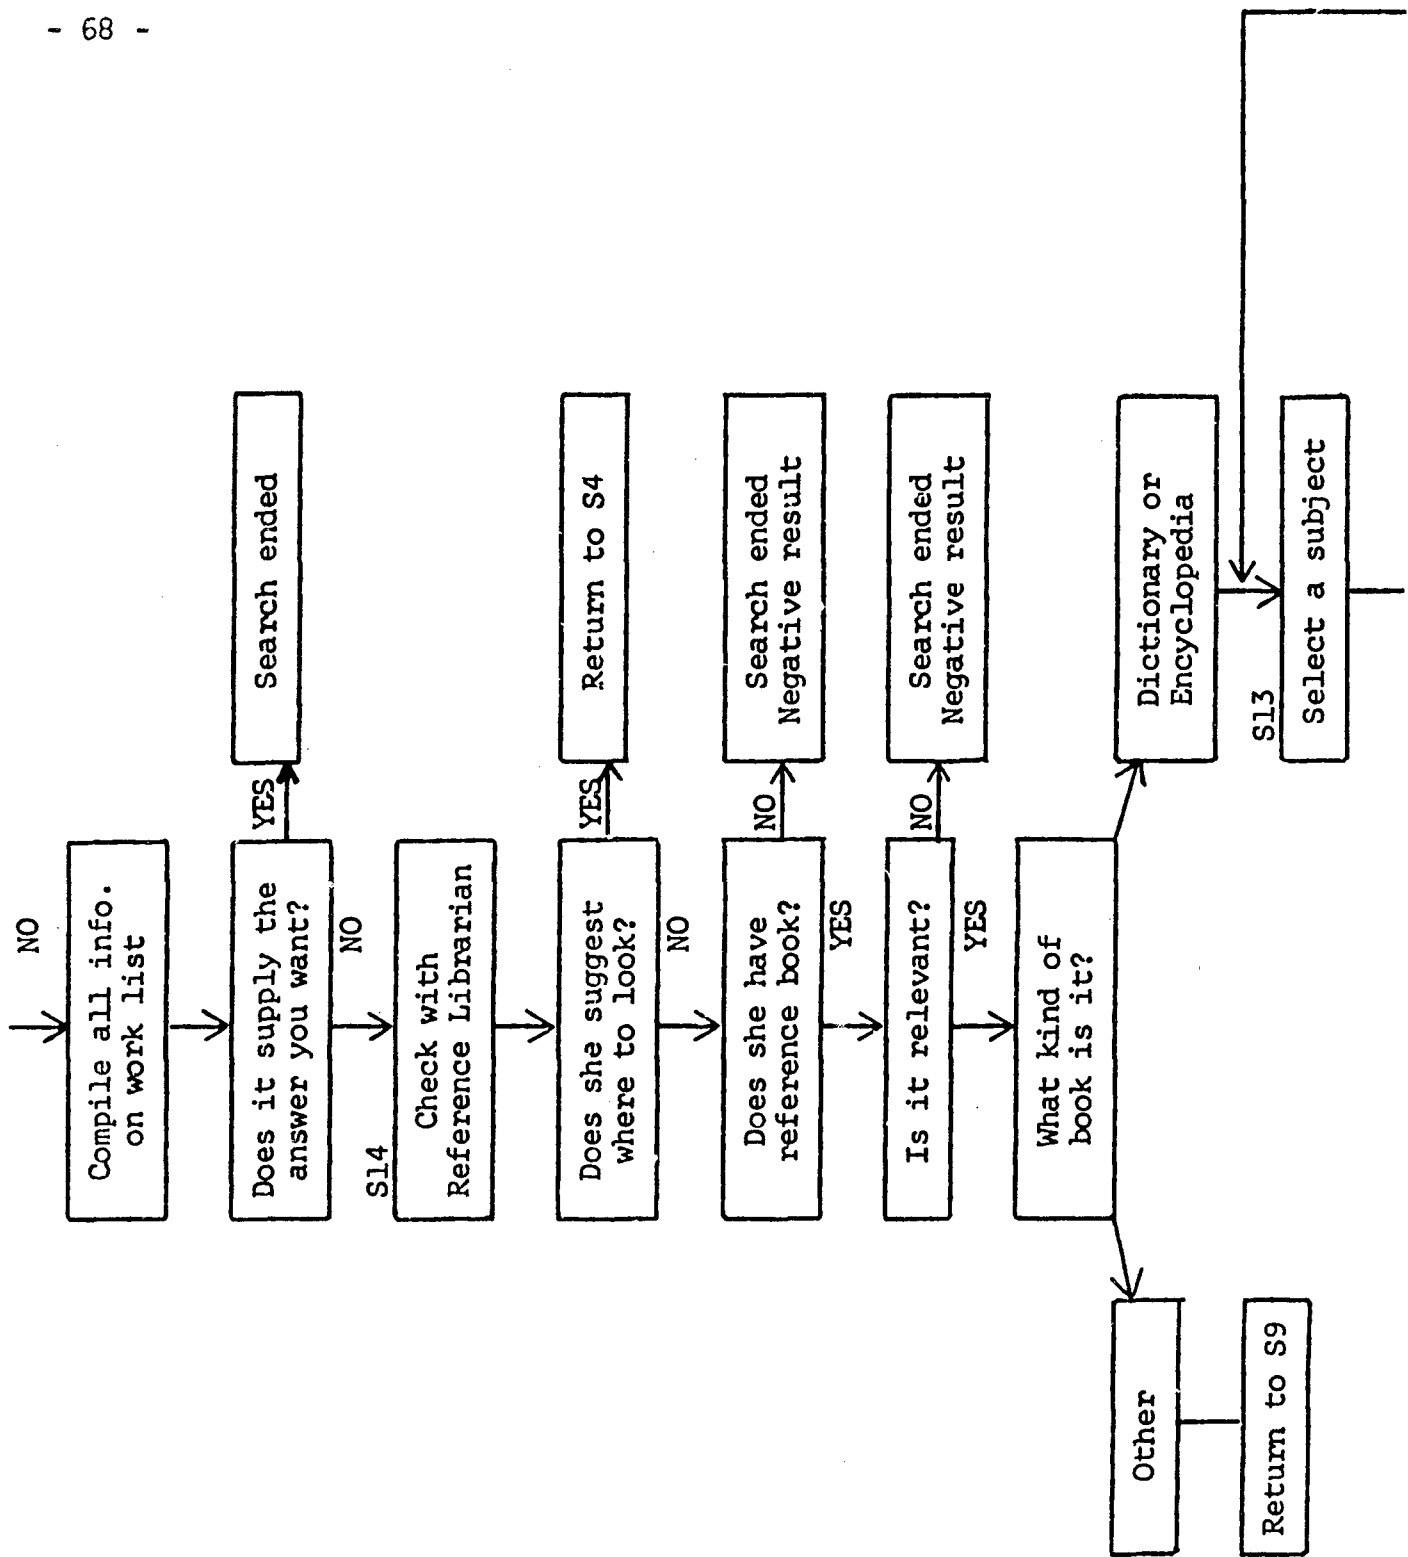 - 68 -
NO
Compile all info.
on work list
Does it supply the
answer you want?
YES
Search ended
NO
S14
Check with
Reference Librarian
Does she suggest
where to look?
YES
Return to S4
NO
Does she have
reference book?
NO
Search ended
Negative result
YES
Is it relevant?
NO
Search ended
Negative result
YES
What kind of
book is it?
Other
Return to S9
Dictionary or
Encyclopedia
S13
Select a subject